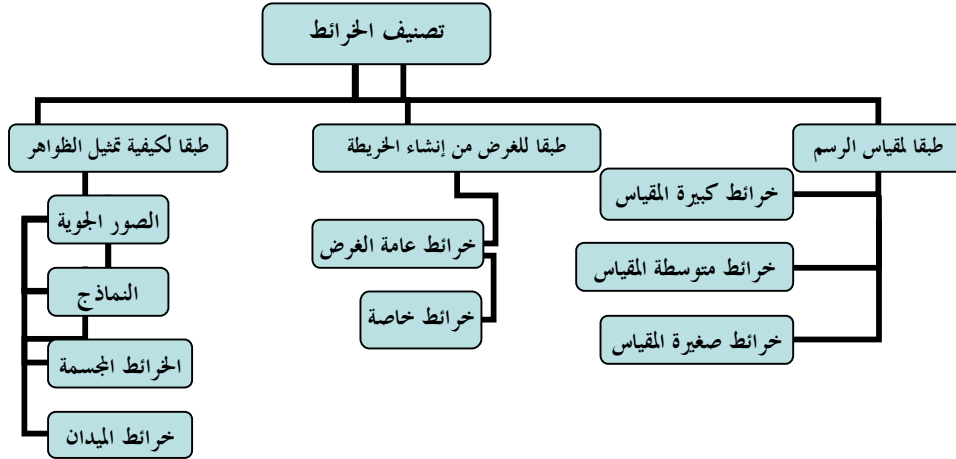 تصنيف الخرائط
طبقا لمقياس الرسم
خرائط كبيرة المقياس
خرائط متوسطة المقياس
خرائط صغيرة المقياس
طبقا للغرض من إنشاء الخريطة
خرائط عامة الغرض
خرائط خاصة
طبقا لكيفية تمثيل الظواهر
الصور الجوية
النماذج
الخرائط المجسمة
خرائط الميدان